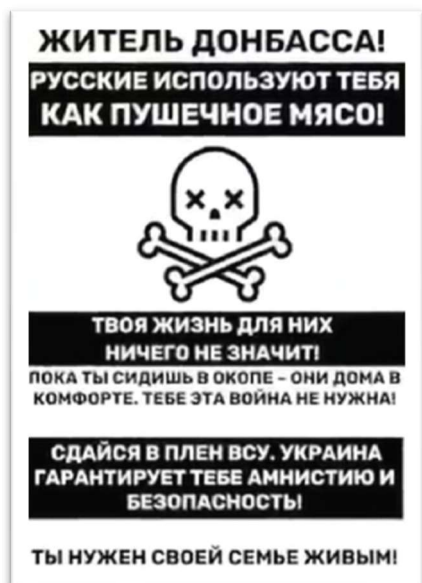 ЖИТЕЛЬ ДОНБАССА!
РУССКИЕ ИСПОЛЬЗУЮТ ТЕБЯ
КАК ПУШЕЧНОЕ МЯСО!
ТВОЯ ЖИЗНЬ ДЛЯ НИХ
НИЧЕГО НЕ ЗНАЧИТ!
ПОКА ТЫ СИДИШЬ В ОКОПЕ – ОНИ ДОМА В
КОМФОРТЕ. ТЕБЕ ЭТА ВОЙНА НЕ НУЖНА!
СДАЙСЯ В ПЛЕН ВСУ. УКРАИНА
ГАРАНТИРУЕТ ТЕБЕ АМНИСТИЮ И
БЕЗОПАСНОСТЬ!
ТЫ НУЖЕН СВОЕЙ СЕМЬЕ ЖИВЫМ!